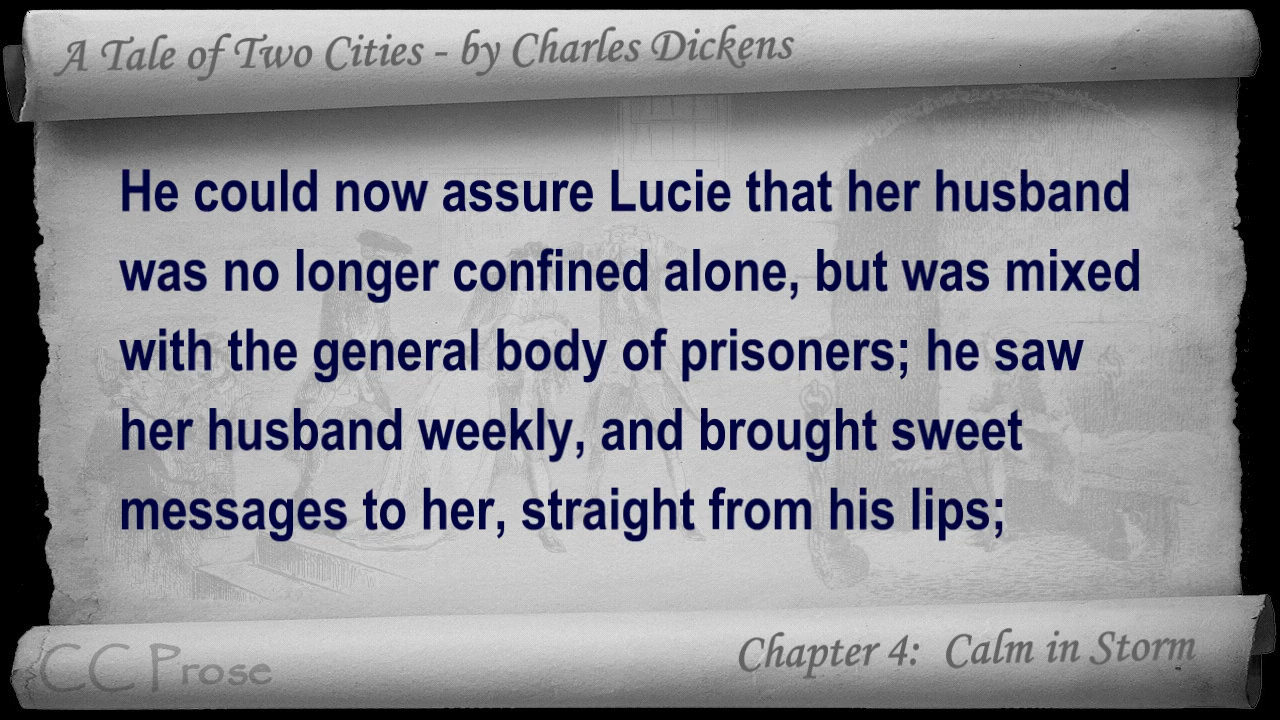 A Tale of Two Cities - by Charles Dickens
He could now assure Lucie that her husband
was no longer confined alone, but was mixed
with the general body of prisoners; he saw
her husband weekly, and brought sweet
messages to her, straight from his lips;
CC Prose
Chapter 4: Calm in Storm